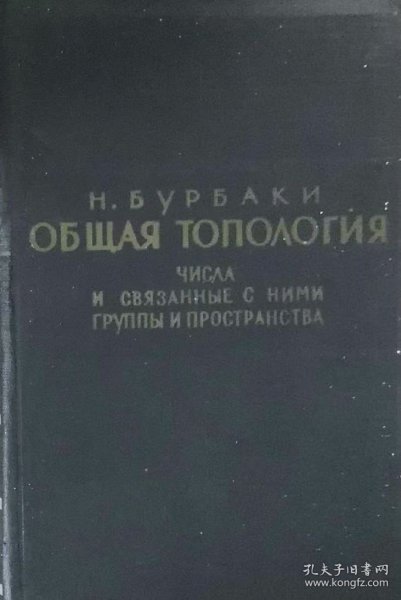 Н. БУРБАКИ
ОБЩАЯ ТОПОЛОГИЯ
ЧИСЛА
И СВЯЗАННЫЕ С НИМИ
ГРУППЫ И ПРОСТРАНСТВА
孔夫子旧书网
www.kongfz.com